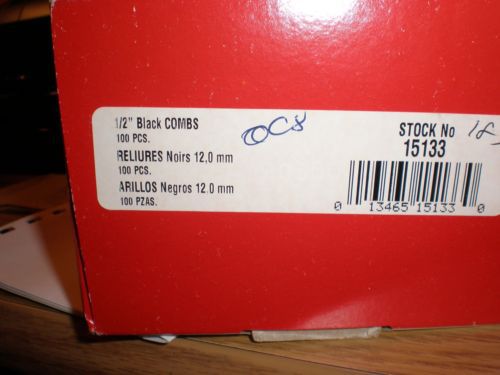 1/2" Black COMBS
100 PCS.
RELIURES Noirs 12.0 mm
100 PCS.
ARILLOS Negros 12.0 mm
100 PZAS.
OC8
STOCK No
15133
0 13465 15133 0